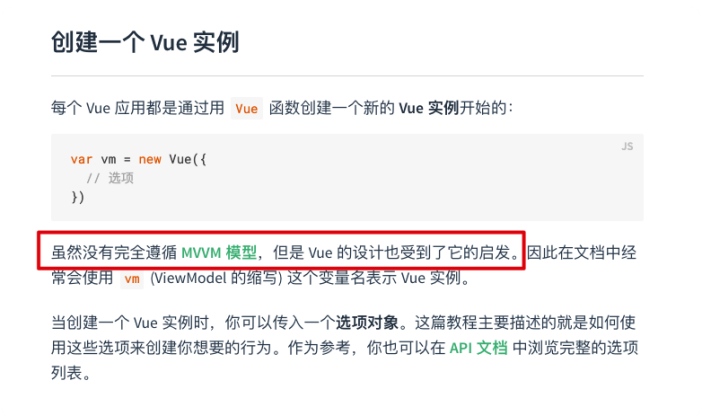 创建一个 Vue 实例
每个 Vue 应用都是通过用 Vue 函数创建一个新的 Vue 实例开始的：
JS
var vm = new Vue({
  // 选项
})
虽然没有完全遵循 MVVM 模型，但是 Vue 的设计也受到了它的启发。因此在文档中经
常会使用 vm (ViewModel 的缩写) 这个变量名表示 Vue 实例。
当创建一个 Vue 实例时，你可以传入一个选项对象。这篇教程主要描述的就是如何使
用这些选项来创建你想要的行为。作为参考，你也可以在 API 文档 中浏览完整的选项
列表。